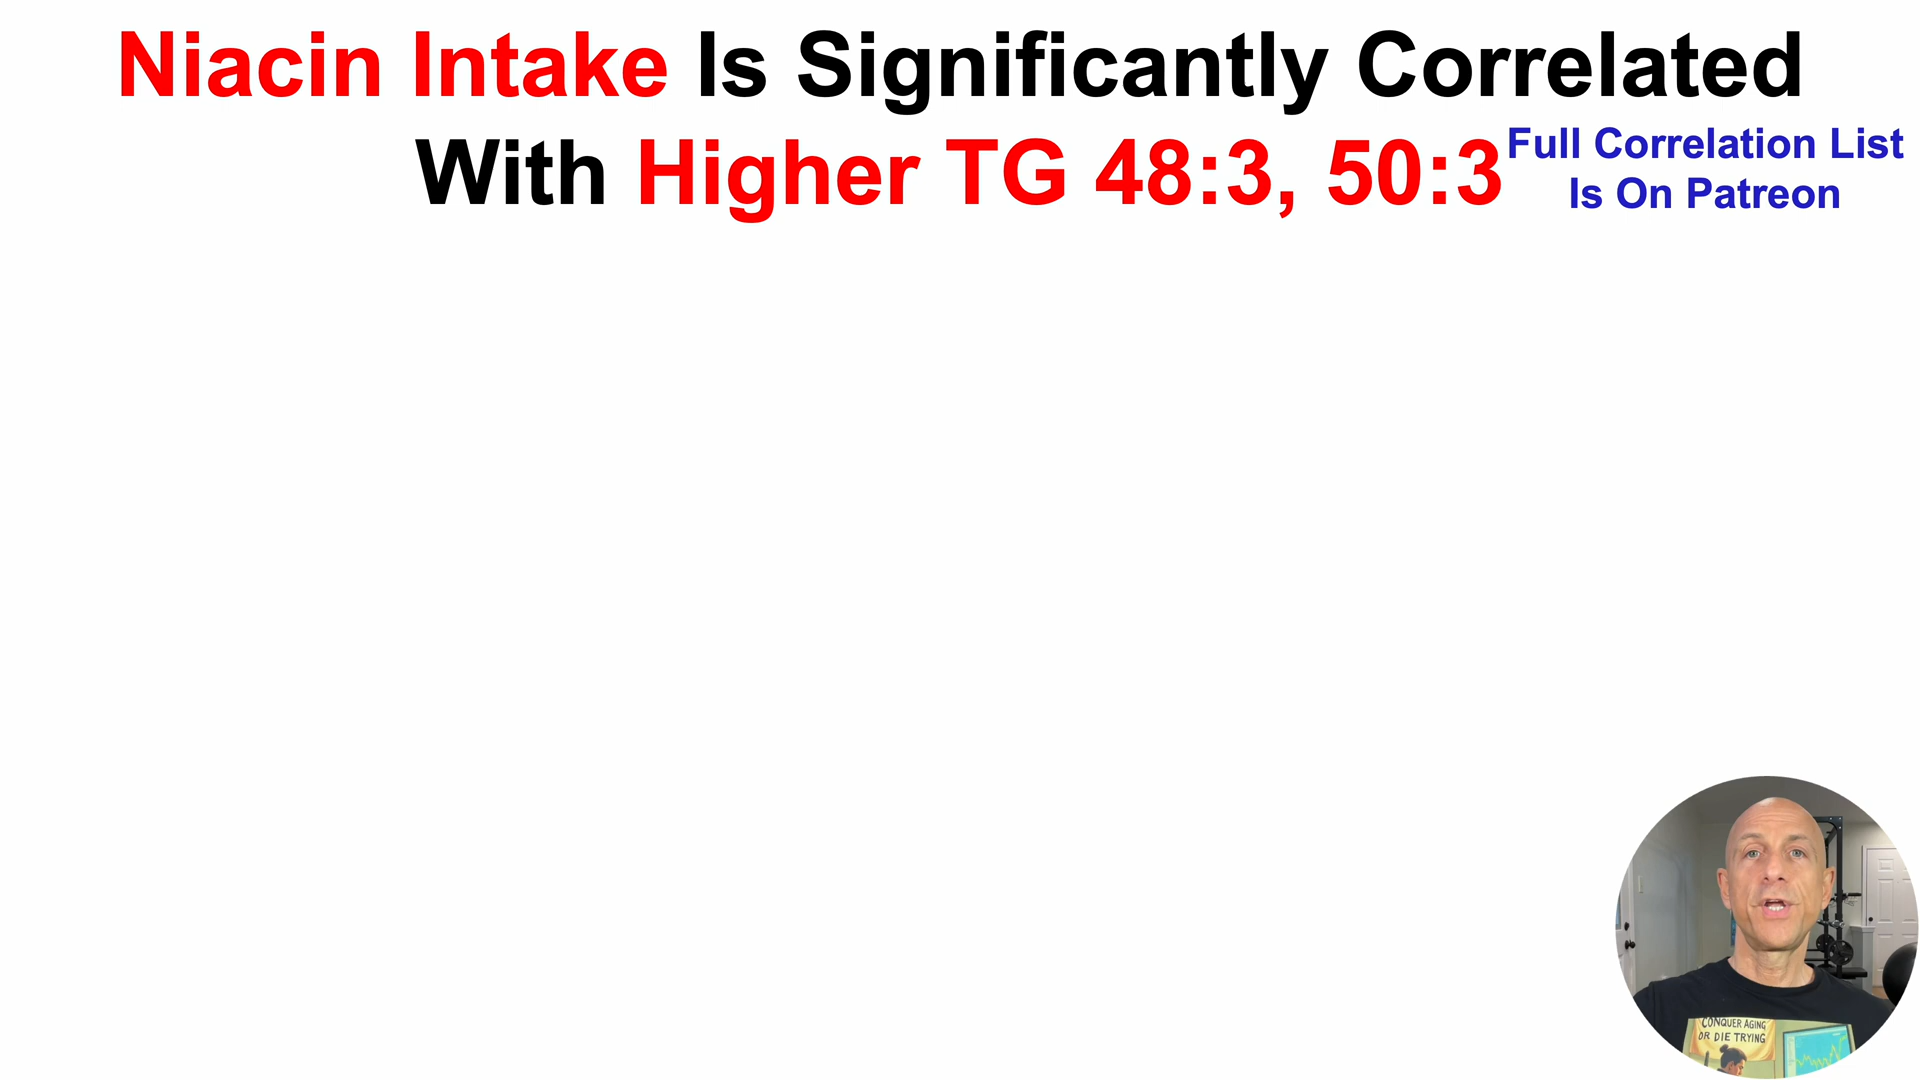 Niacin Intake Is Significantly Correlated
With Higher TG 48:3, 50:3
Full Correlation List
Is On Patreon
CONQUER AGING
OR DIE TRYING